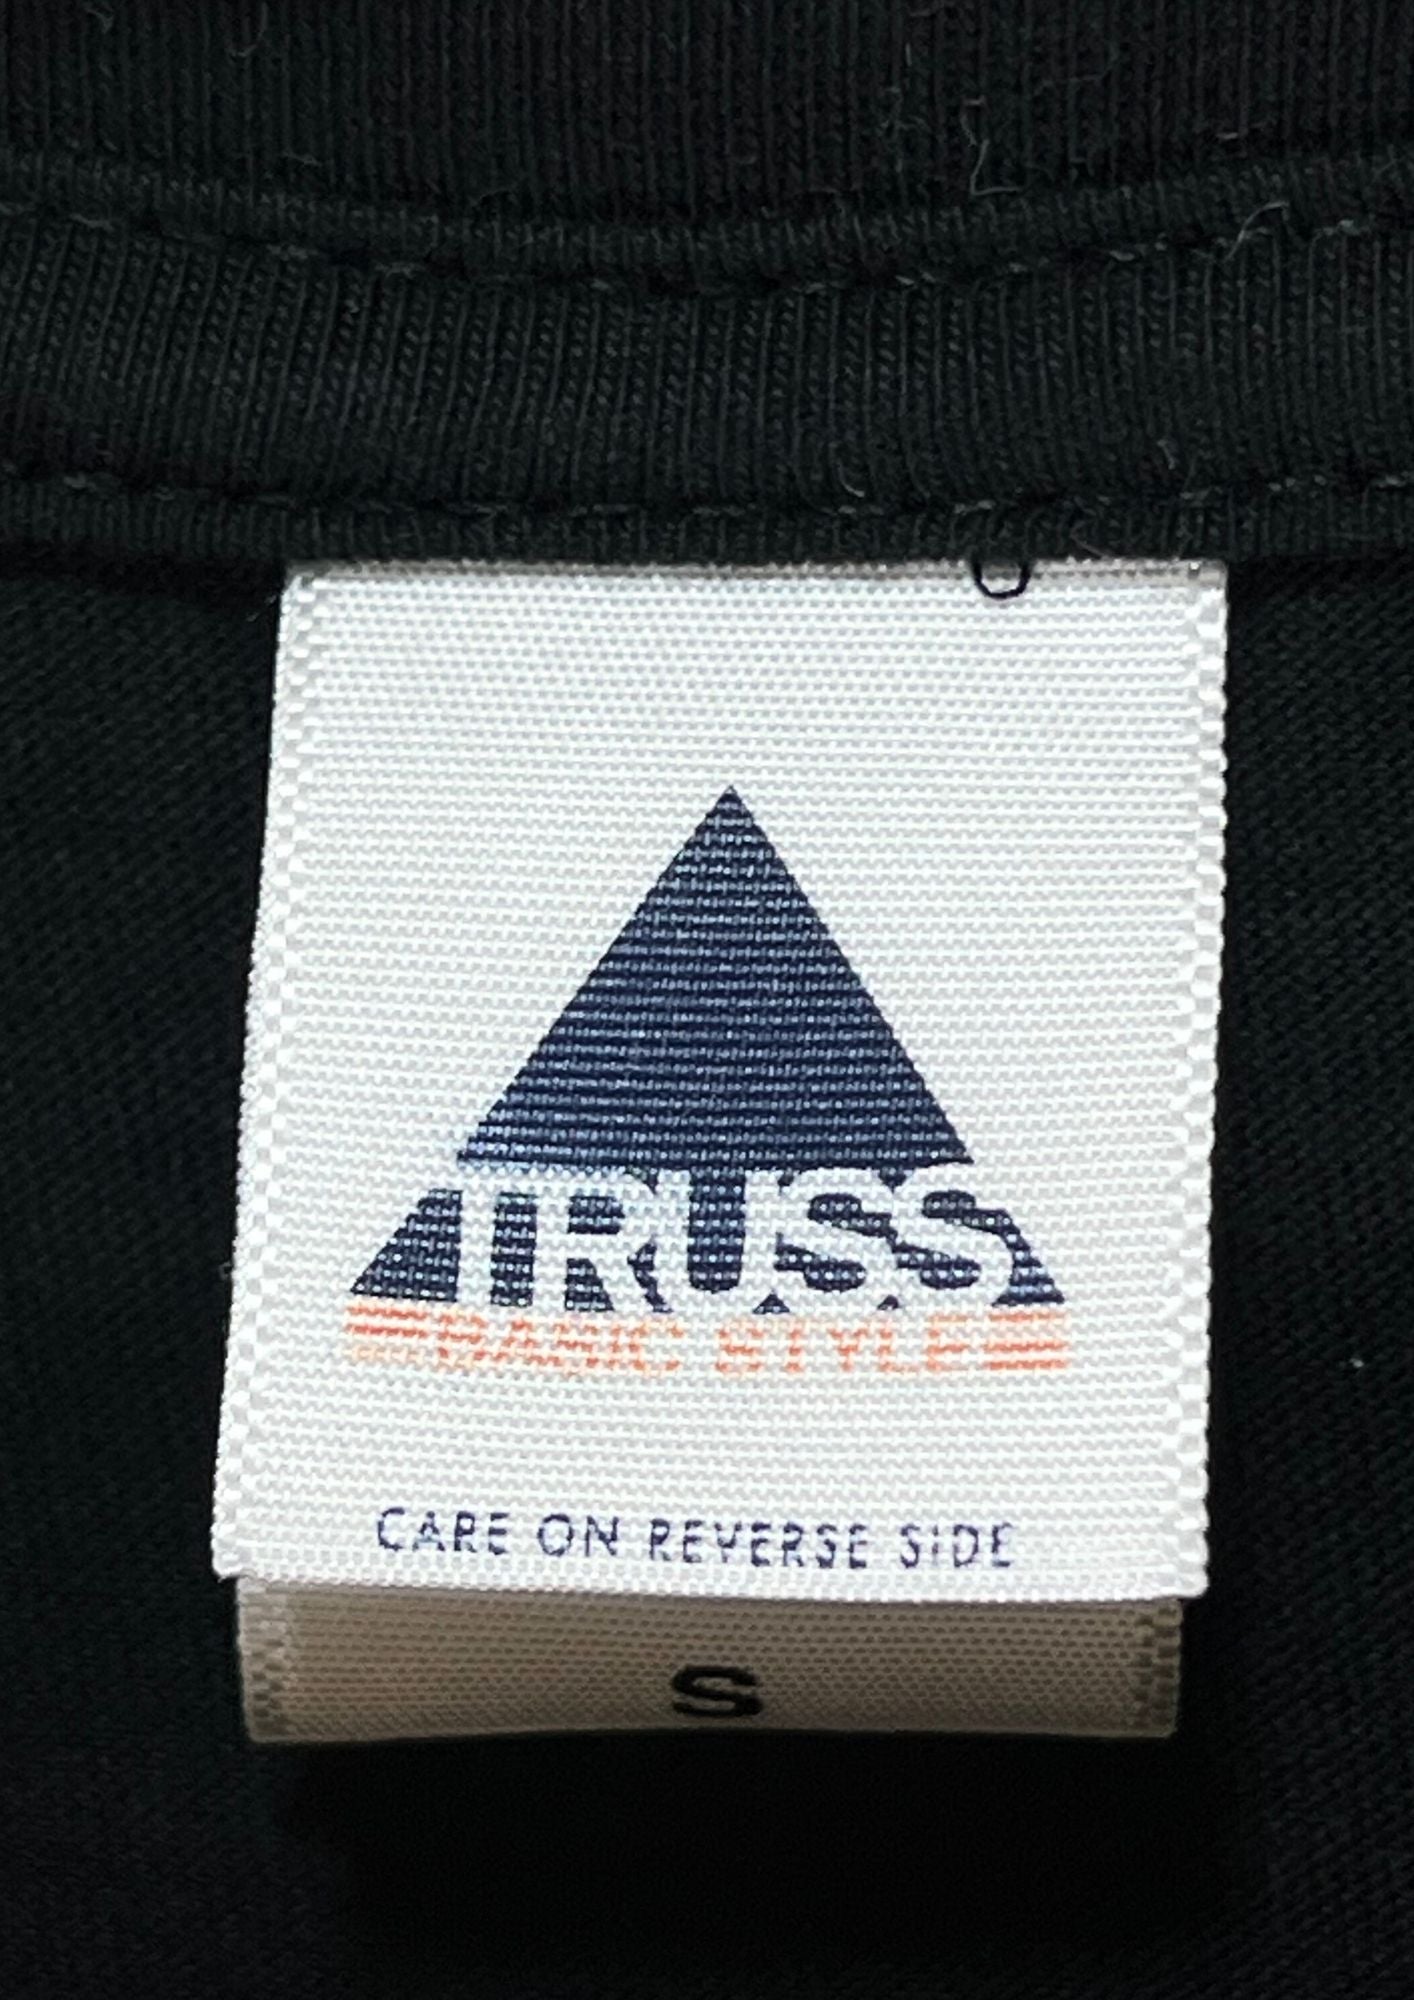 TRUSS
BASIC STYLE
CARE ON REVERSE SIDE
S